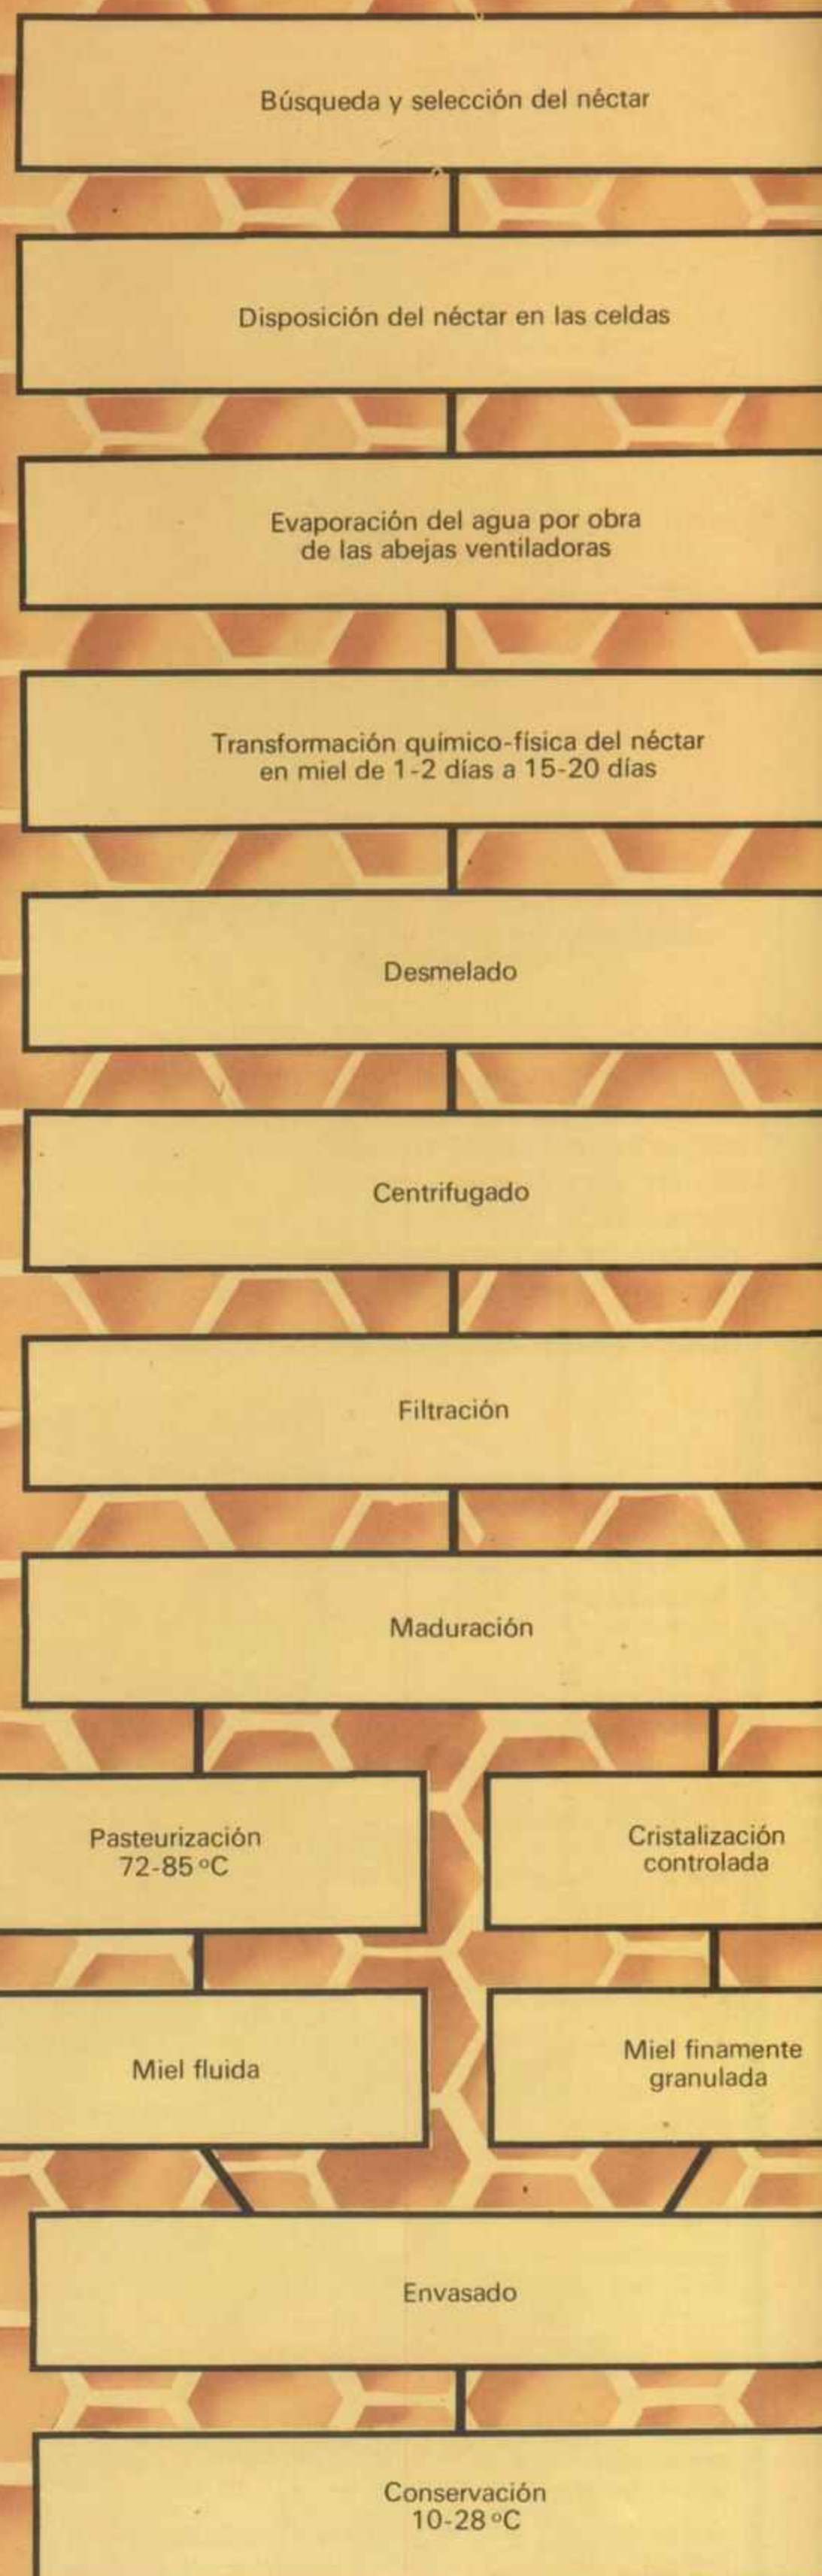 Búsqueda y selección del néctar
Disposición del néctar en las celdas
Evaporación del agua por obra
de las abejas ventiladoras
Transformación químico-física del néctar
en miel de 1-2 días a 15-20 días
Desmelado
Centrifugado
Filtración
Maduración
Pasteurización
72-85 ºC
Cristalización
controlada
Miel fluida
Miel finamente
granulada
Envasado
Conservación
10-28 ºC